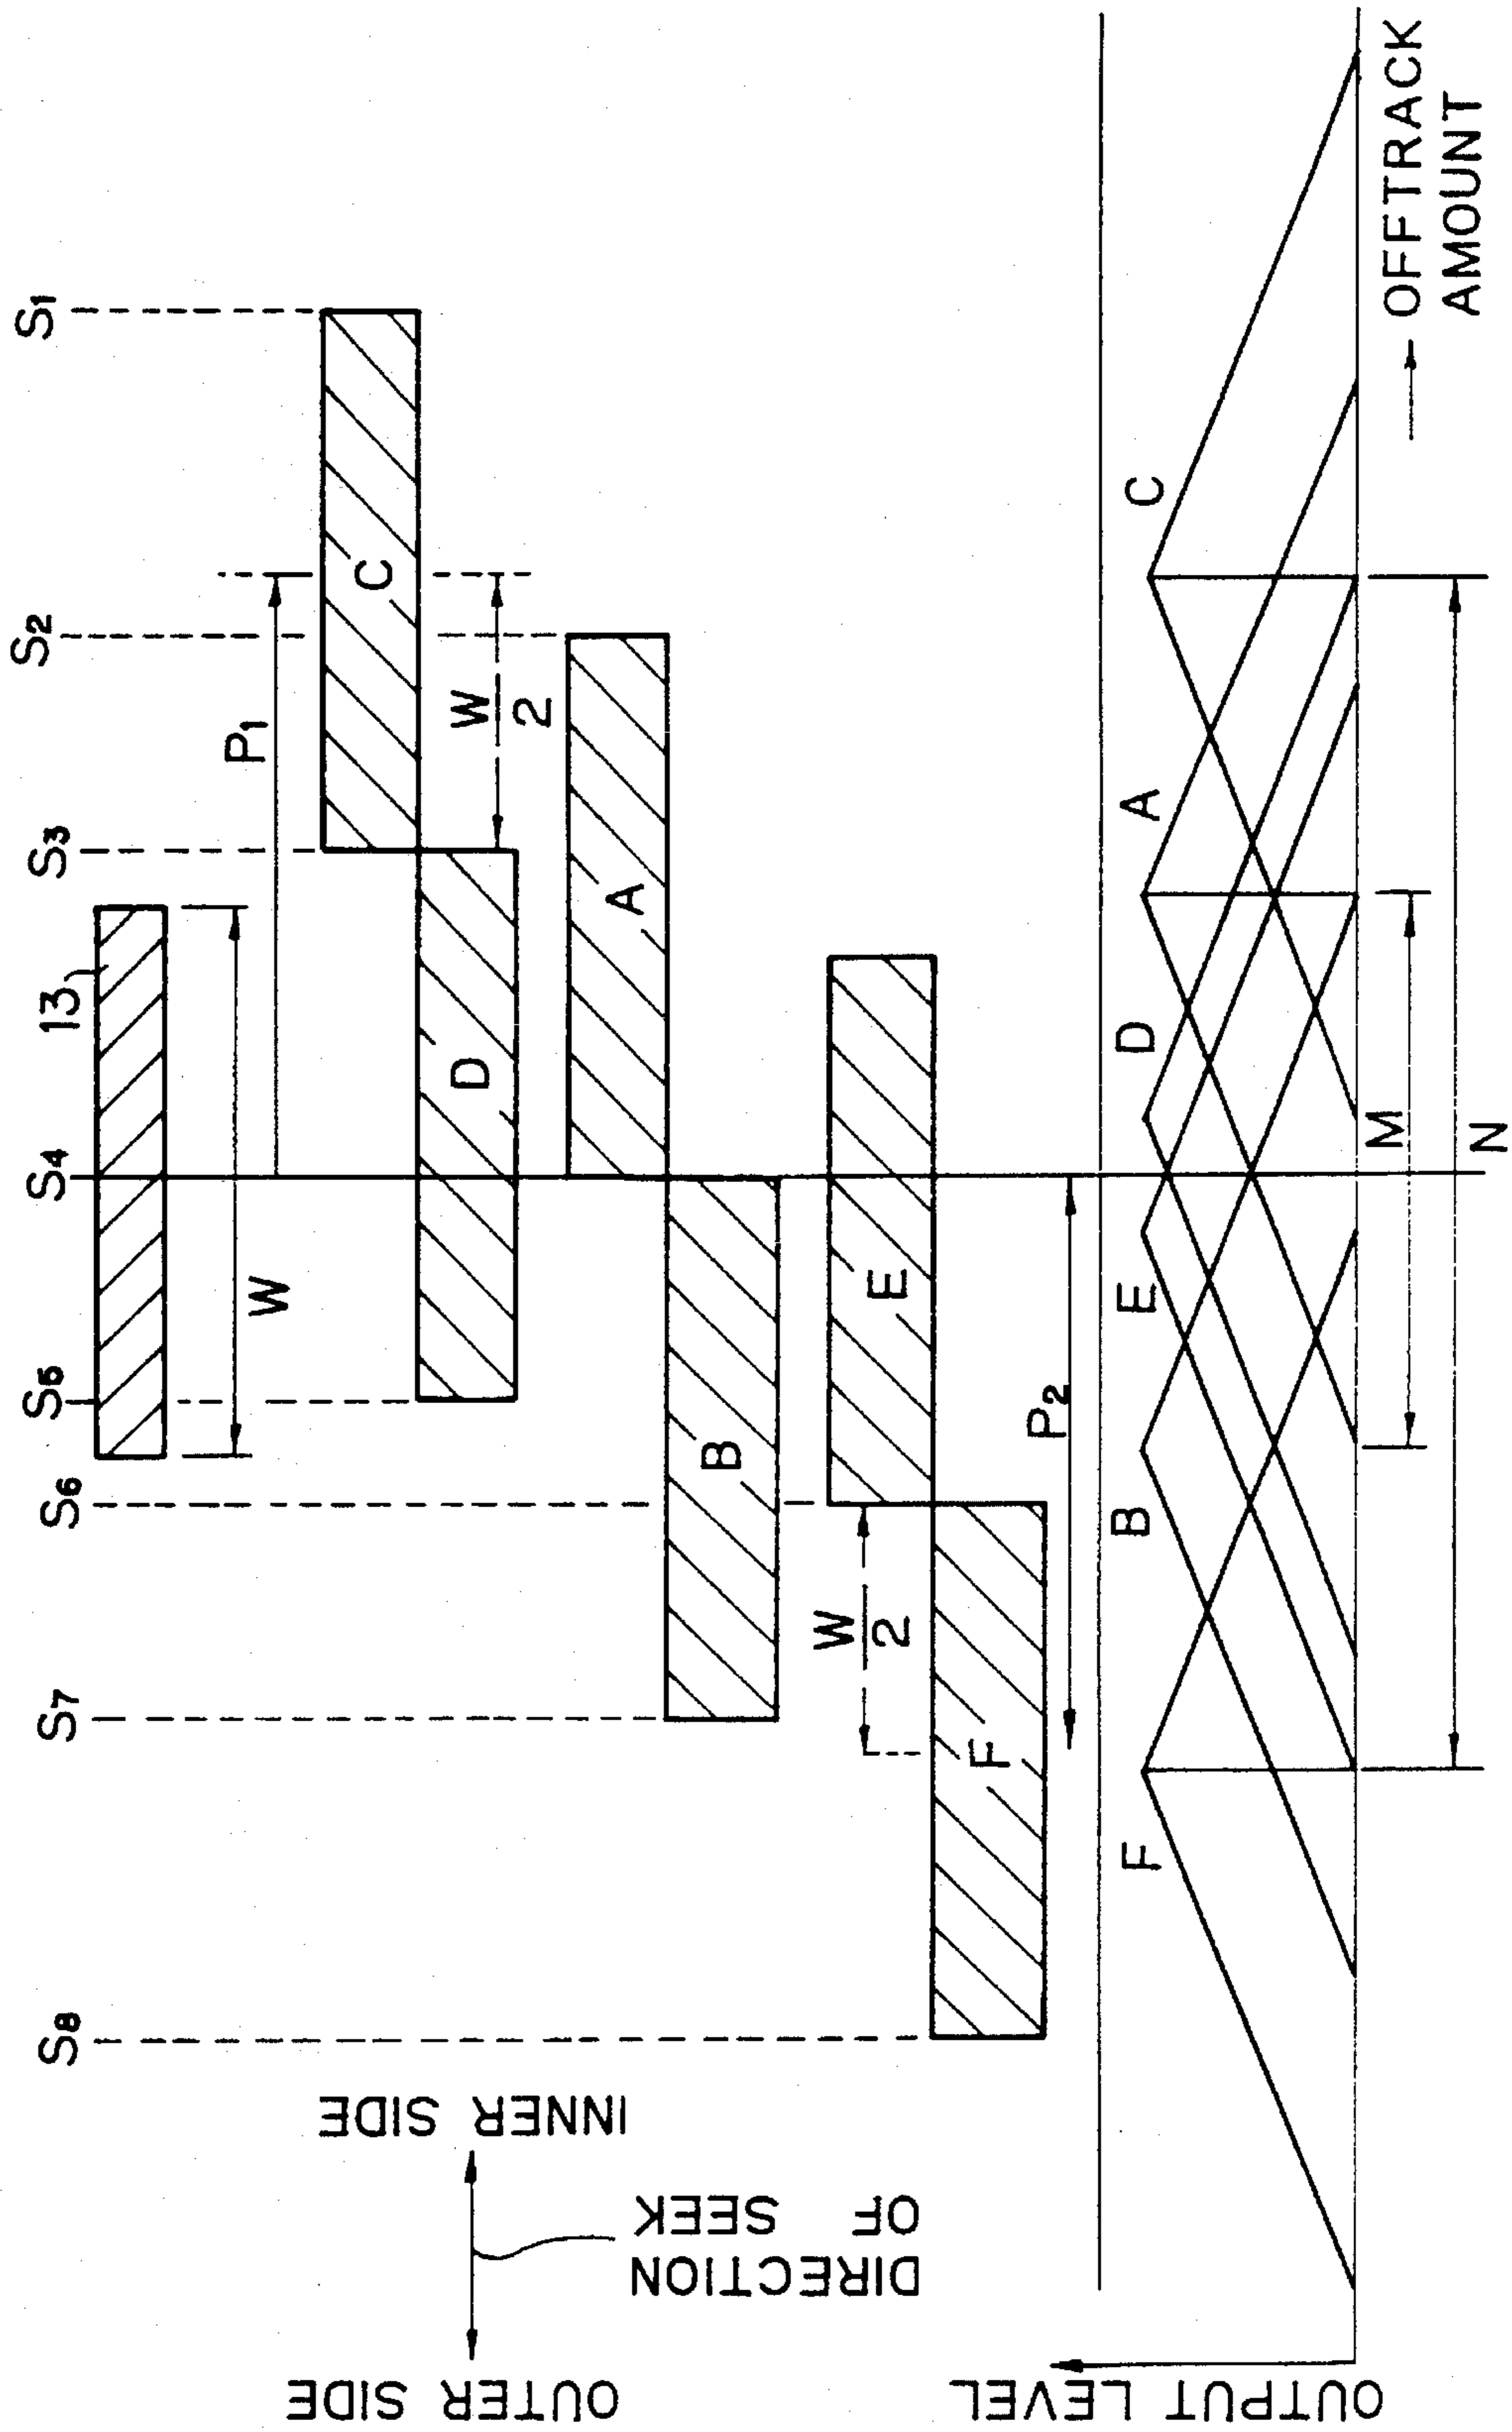 S8
S7
S6
S5
S4
S3
S2
S1
13
W
P1
C
D
W
2
A
B
E
W
2
F
P2
OUTER SIDE
INNER SIDE
DIRECTION
OF SEEK
OUTPUT LEVEL
F
B
E
D
A
C
M
N
OFFTRACK
AMOUNT